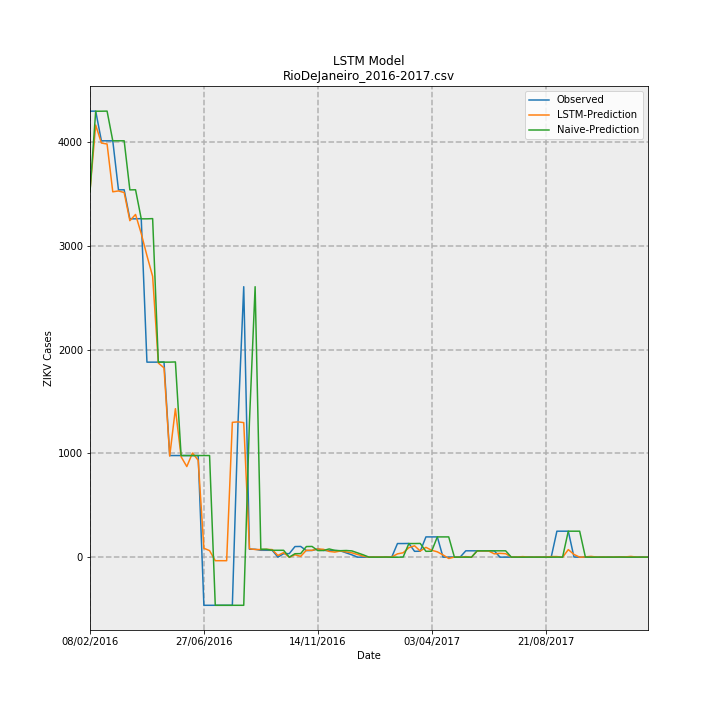 LSTM Model
RioDeJaneiro_2016-2017.csv
Observed
LSTM-Prediction
Naive-Prediction
4000
3000
2000
1000
0
ZIKV Cases
08/02/2016
27/06/2016
14/11/2016
03/04/2017
21/08/2017
Date